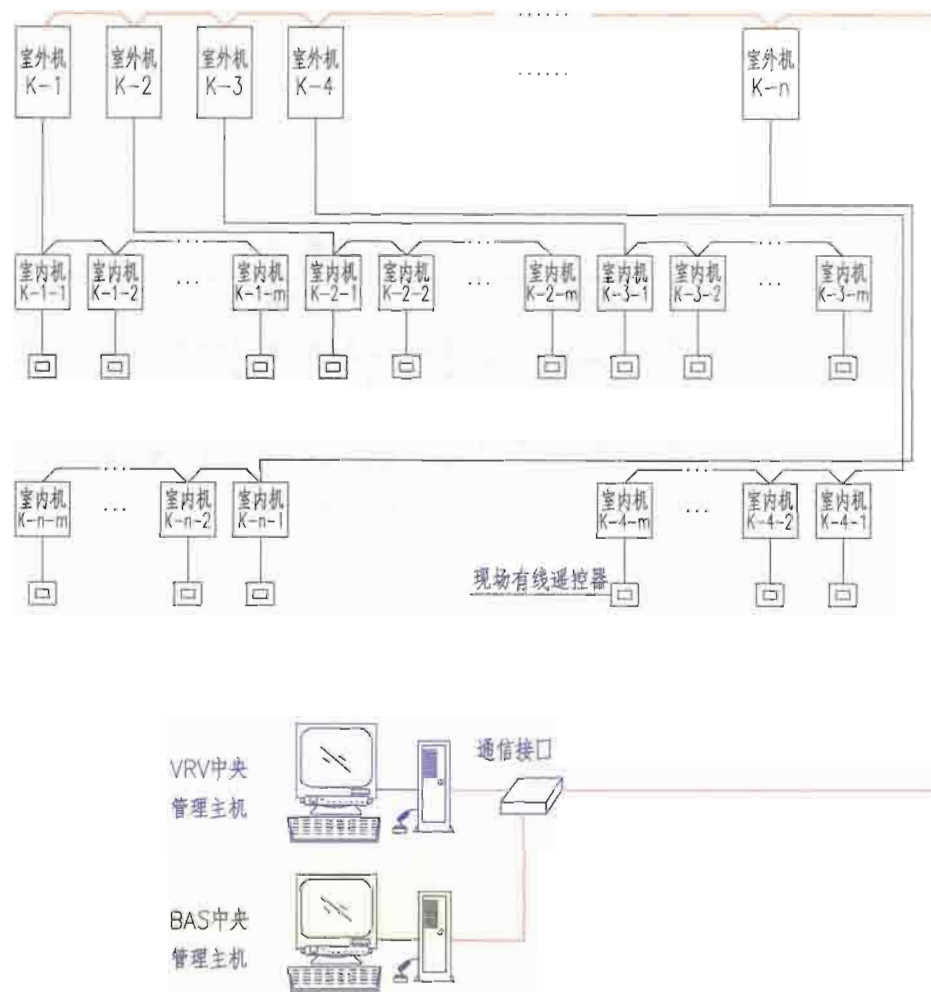 ......
室外机
K-1
室外机
K-2
室外机
K-3
室外机
K-4
......
室外机
K-n
...
...
...
室内机
K-1-1
室内机
K-1-2
...
室内机
K-1-m
室内机
K-2-1
室内机
K-2-2
...
室内机
K-2-m
室内机
K-3-1
室内机
K-3-2
...
室内机
K-3-m
...
...
室内机
K-n-m
...
室内机
K-n-2
室内机
K-n-1
室内机
K-4-m
...
室内机
K-4-2
室内机
K-4-1
现场有线遥控器
VRV中央
管理主机
通信接口
BAS中央
管理主机